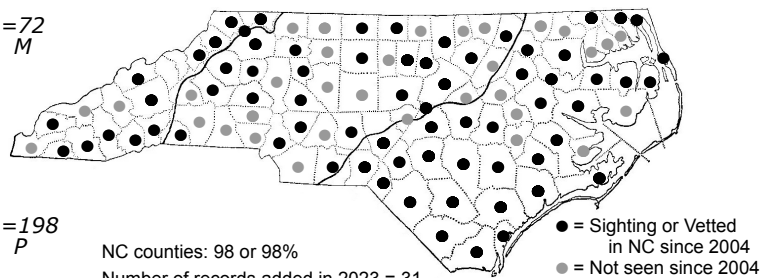 =72
M
=198
P
NC counties: 98 or 98%
Number of records added in 2023 = 31
= Sighting or Vetted
in NC since 2004
= Not seen since 2004